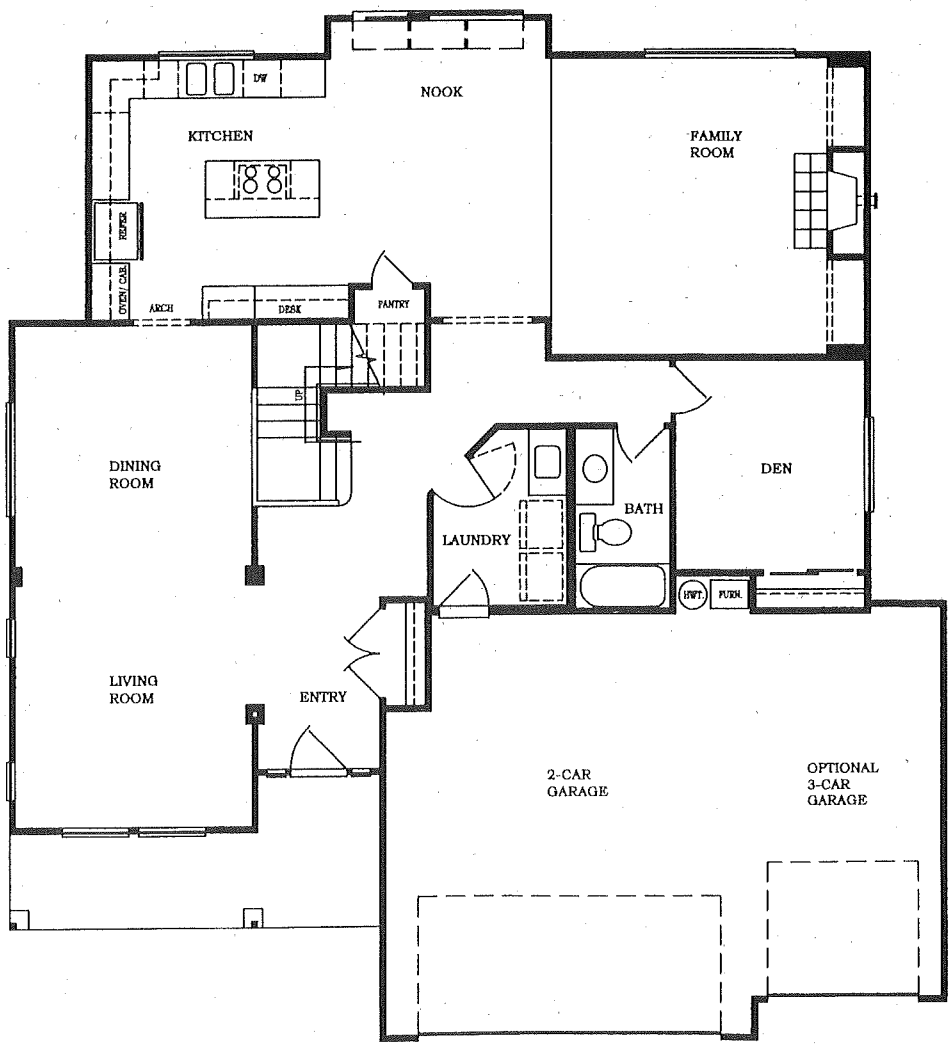 DW
NOOK
KITCHEN
FAMILY
ROOM
REFER
OVEN/ CAB.
ARCH
DESK
PANTRY
UP
DINING
ROOM
DEN
BATH
LAUNDRY
HWT.
FURN.
LIVING
ROOM
ENTRY
2-CAR
GARAGE
OPTIONAL
3-CAR
GARAGE